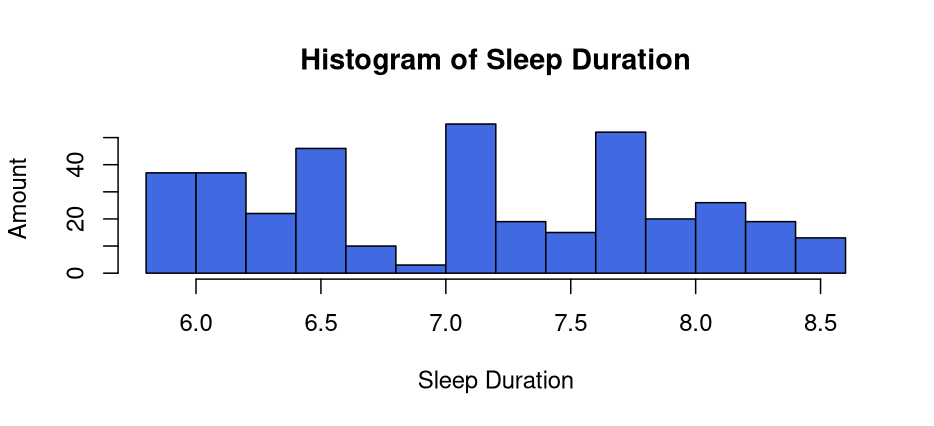 Histogram of Sleep Duration
Amount
40
20
0
6.0 6.5 7.0 7.5 8.0 8.5
Sleep Duration